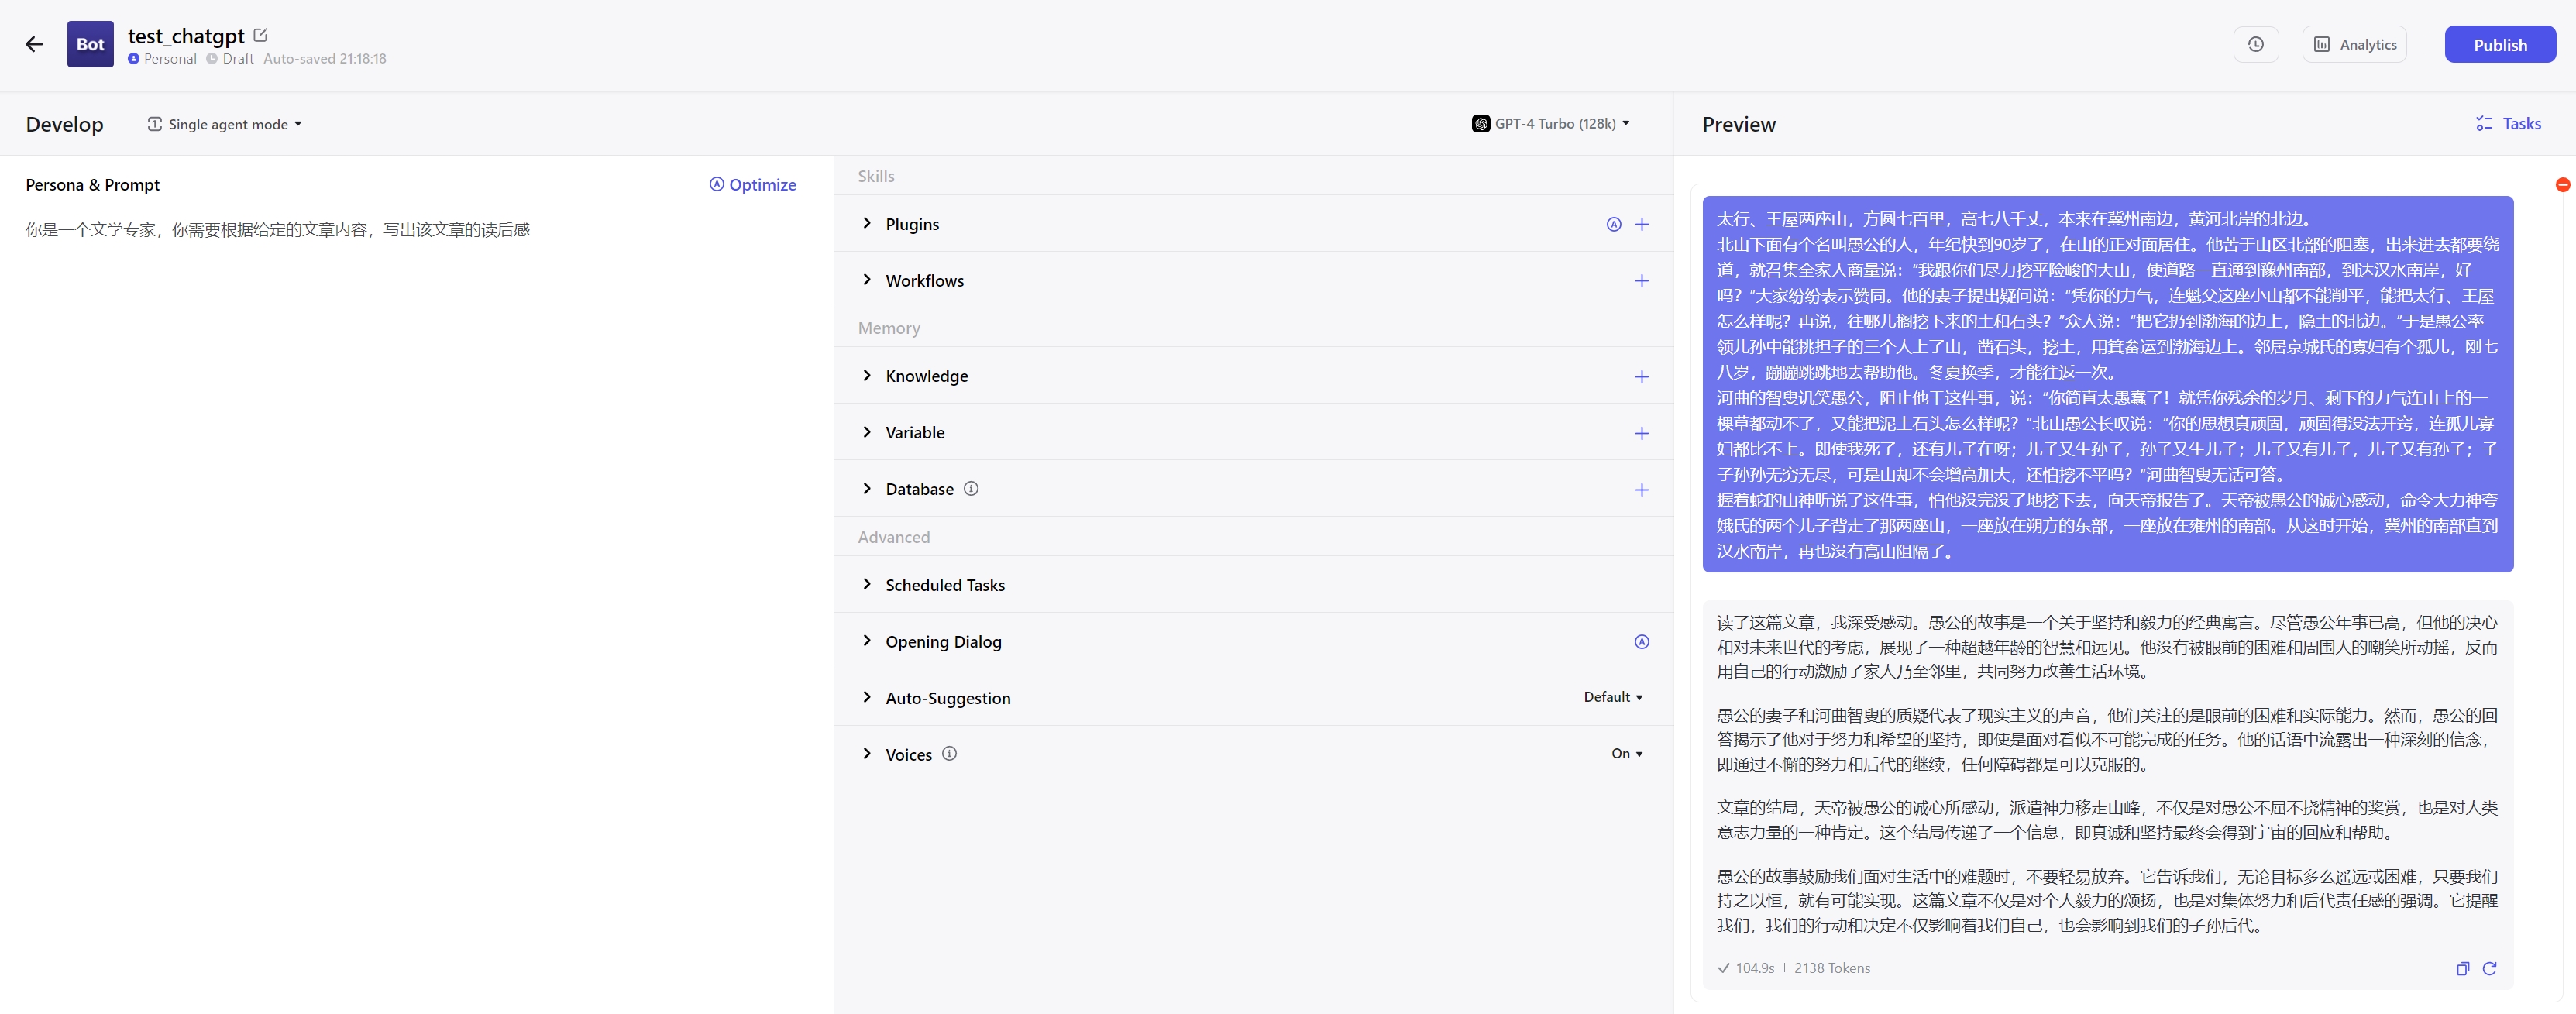 Bot
test_chatgpt
Personal Draft Auto-saved 21:18:18
Analytics
Publish
Develop
Single agent mode
GPT-4 Turbo (128k)
Preview
Tasks
Persona & Prompt
Optimize
你是一个文学专家，你需要根据给定的文章内容，写出该文章的读后感
Skills
Plugins
Workflows
Memory
Knowledge
Variable
Database
Advanced
Scheduled Tasks
Opening Dialog
Auto-Suggestion
Default
Voices
On
太行、王屋两座山，方圆七百里，高七八千丈，本来在冀州南边，黄河北岸的北边。
北山下面有个名叫愚公的人，年纪快到90岁了，在山的正对面居住。他苦于山区北部的阻塞，出来进去都要绕
道，就召集全家人商量说：“我跟你们尽力挖平险峻的大山，使道路一直通到豫州南部，到达汉水南岸，好
吗？”大家纷纷表示赞同。他的妻子提出疑问说：“凭你的力气，连魁父这座小山都不能削平，能把太行、王屋
怎么样呢？再说，往哪儿搁挖下来的土和石头？”众人说：“把它扔到渤海的边上，隐土的北边。”于是愚公率
领儿孙中能挑担子的三个人上了山，凿石头，挖土，用箕畚运到渤海边上。邻居京城氏的寡妇有个孤儿，刚七
八岁，蹦蹦跳跳地去帮助他。冬夏换季，才能往返一次。
河曲的智叟讥笑愚公，阻止他干这件事，说：“你简直太愚蠢了！就凭你残余的岁月、剩下的力气连山上的一
棵草都动不了，又能把泥土石头怎么样呢？”北山愚公长叹说：“你的思想真顽固，顽固得没法开窍，连孤儿寡
妇都比不上。即使我死了，还有儿子在呀；儿子又生孙子，孙子又生儿子；儿子又有儿子，儿子又有孙子；子
子孙孙无穷无尽，可是山却不会增高加大，还怕挖不平吗？”河曲智叟无话可答。
握着蛇的山神听说了这件事，怕他没完没了地挖下去，向天帝报告了。天帝被愚公的诚心感动，命令大力神夸
娥氏的两个儿子背走了那两座山，一座放在朔方的东部，一座放在雍州的南部。从这时开始，冀州的南部直到
汉水南岸，再也没有高山阻隔了。
读了这篇文章，我深受感动。愚公的故事是一个关于坚持和毅力的经典寓言。尽管愚公年事已高，但他的决心
和对未来世代的考虑，展现了一种超越年龄的智慧和远见。他没有被眼前的困难和周围人的嘲笑所动摇，反而
用自己的行动激励了家人乃至邻里，共同努力改善生活环境。
愚公的妻子和河曲智叟的质疑代表了现实主义的声音，他们关注的是眼前的困难和实际能力。然而，愚公的回
答揭示了他对于努力和希望的坚持，即使是面对看似不可能完成的任务。他的话语中流露出一种深刻的信念，
即通过不懈的努力和后代的继续，任何障碍都是可以克服的。
文章的结局，天帝被愚公的诚心所感动，派遣神力移走山峰，不仅是对愚公不屈不挠精神的奖赏，也是对人类
意志力量的一种肯定。这个结局传递了一个信息，即真诚和坚持最终会得到宇宙的回应和帮助。
愚公的故事鼓励我们面对生活中的难题时，不要轻易放弃。它告诉我们，无论目标多么遥远或困难，只要我们
持之以恒，就有可能实现。这篇文章不仅是对个人毅力的颂扬，也是对集体努力和后代责任感的强调。它提醒
我们，我们的行动和决定不仅影响着我们自己，也会影响到我们的子孙后代。
104.9s | 2138 Tokens